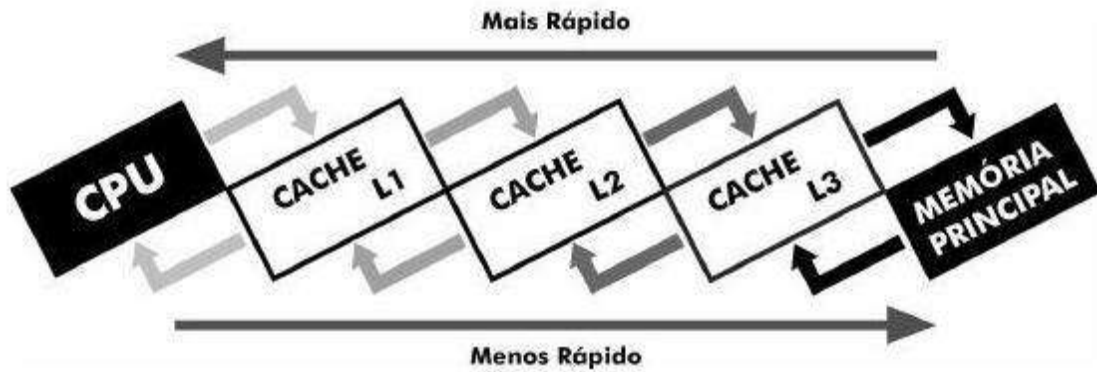 Mais Rápido
CPU
CACHE
L1
CACHE
L2
CACHE
L3
MEMÓRIA
PRINCIPAL
Menos Rápido